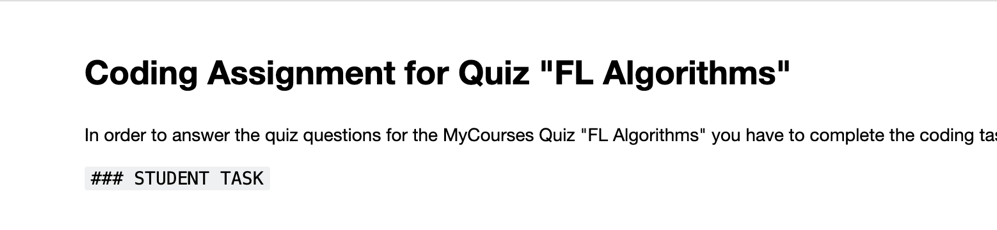 Coding Assignment for Quiz "FL Algorithms"
In order to answer the quiz questions for the MyCourses Quiz "FL Algorithms" you have to complete the coding
### STUDENT TASK